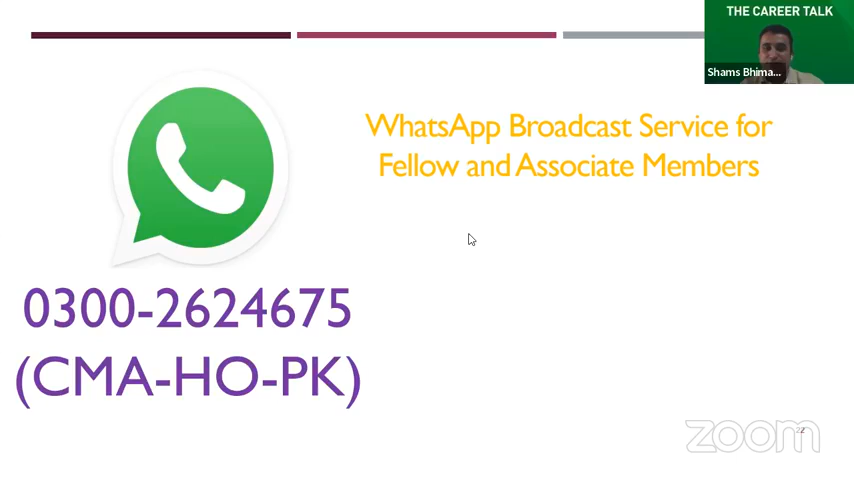 THE CAREER TALK
Shams Bhima...
WhatsApp Broadcast Service for
Fellow and Associate Members
0300-2624675
(CMA-HO-PK)
22
zoom